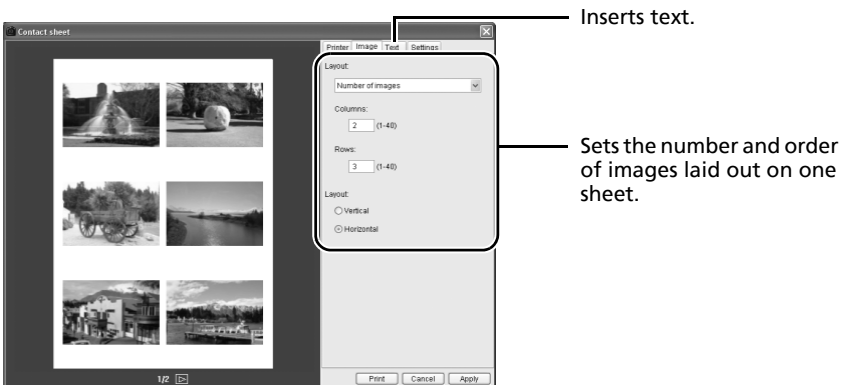 Inserts text.
Contact sheet
Printer Image Text Settings
Layout:
Number of images
Columns:
2 (1-40)
Rows:
3 (1-40)
Layout:
Vertical
Horizontal
Sets the number and order
of images laid out on one
sheet.
1/2
Print Cancel Apply